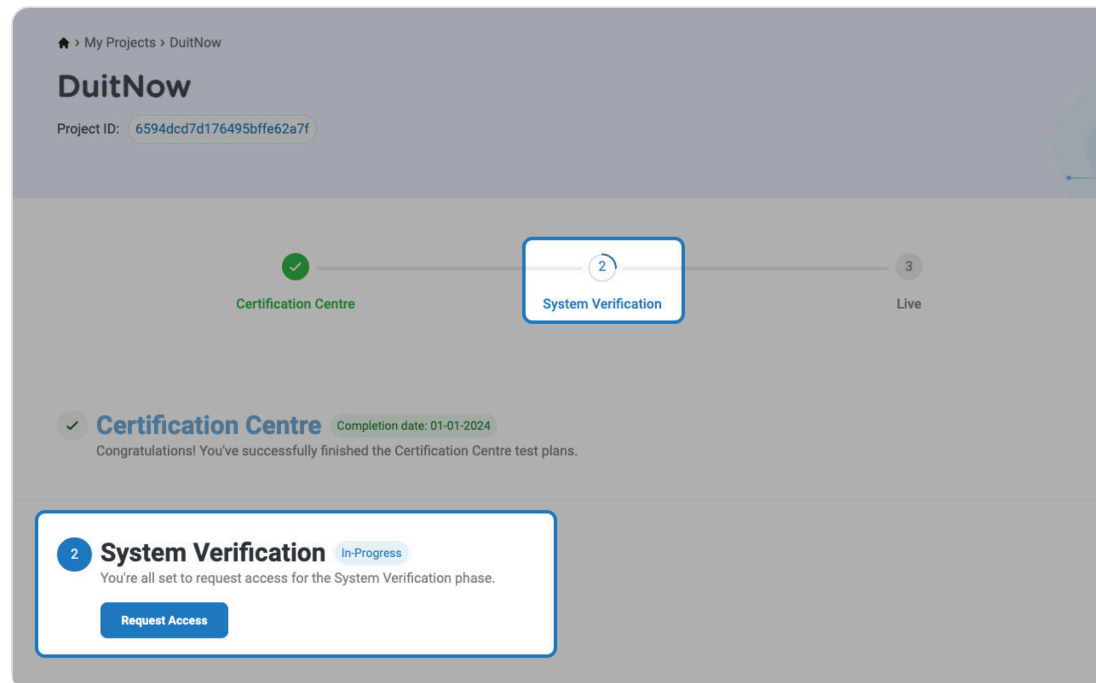 > My Projects > DuitNow
DuitNow
Project ID: 6594dcd7d176495bffe62a7f
2
3
Certification Centre
System Verification
Live
Certification Centre Completion date: 01-01-2024
Congratulations! You've successfully finished the Certification Centre test plans.
2 System Verification In-Progress
You're all set to request access for the System Verification phase.
Request Access